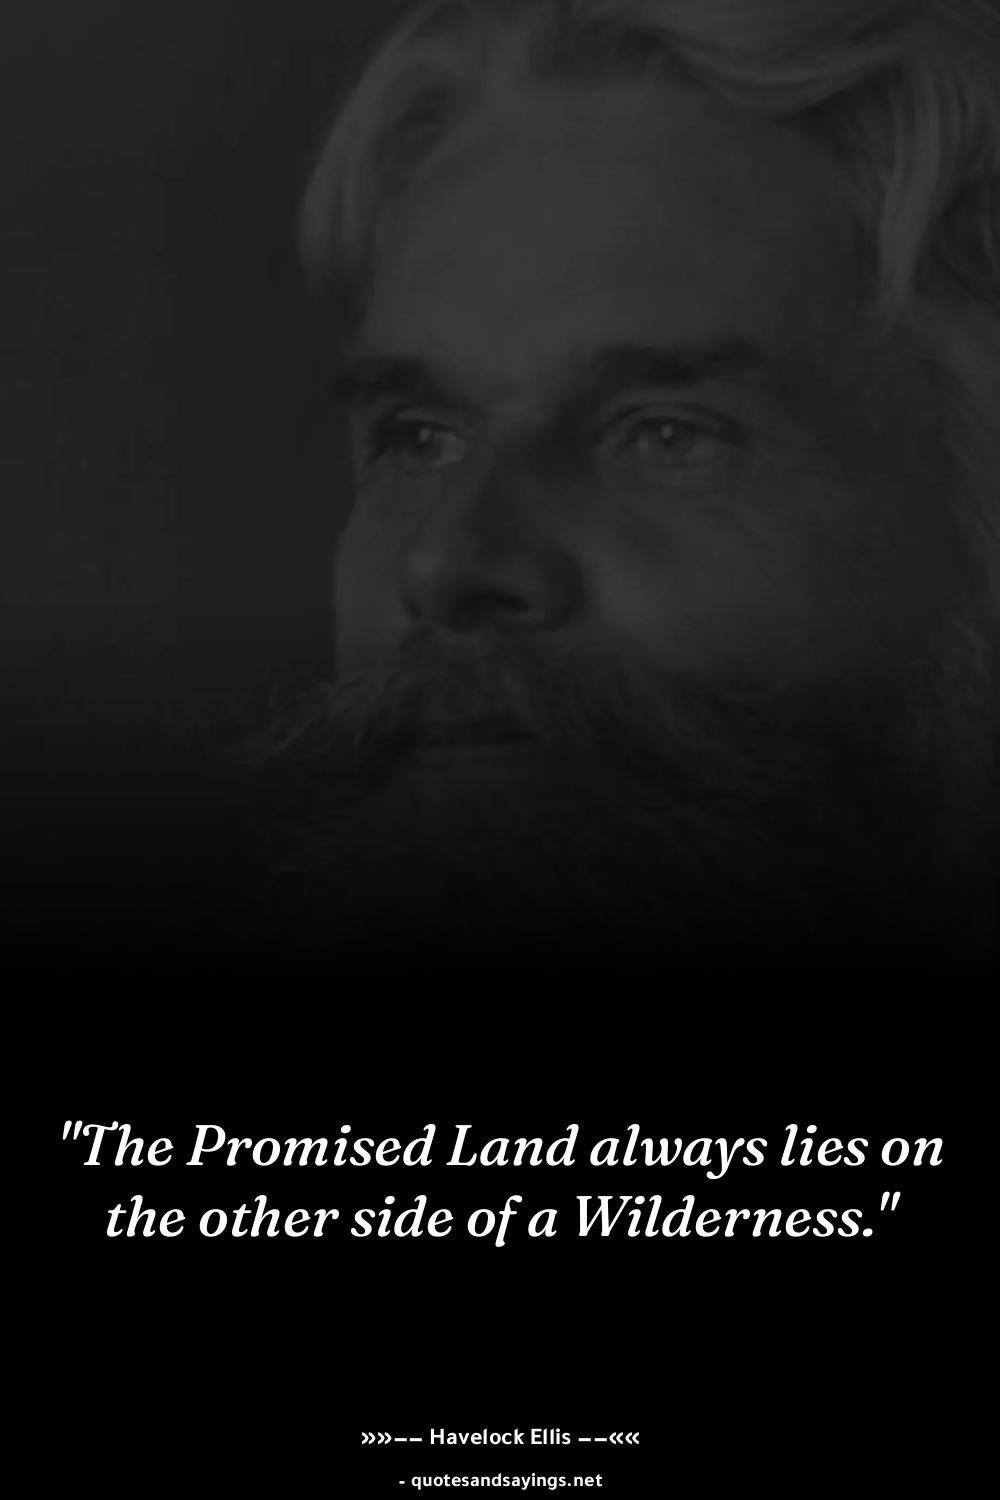 "The Promised Land always lies on
the other side of a Wilderness."
»»–– Havelock Ellis ––««
- quotesandsayings.net